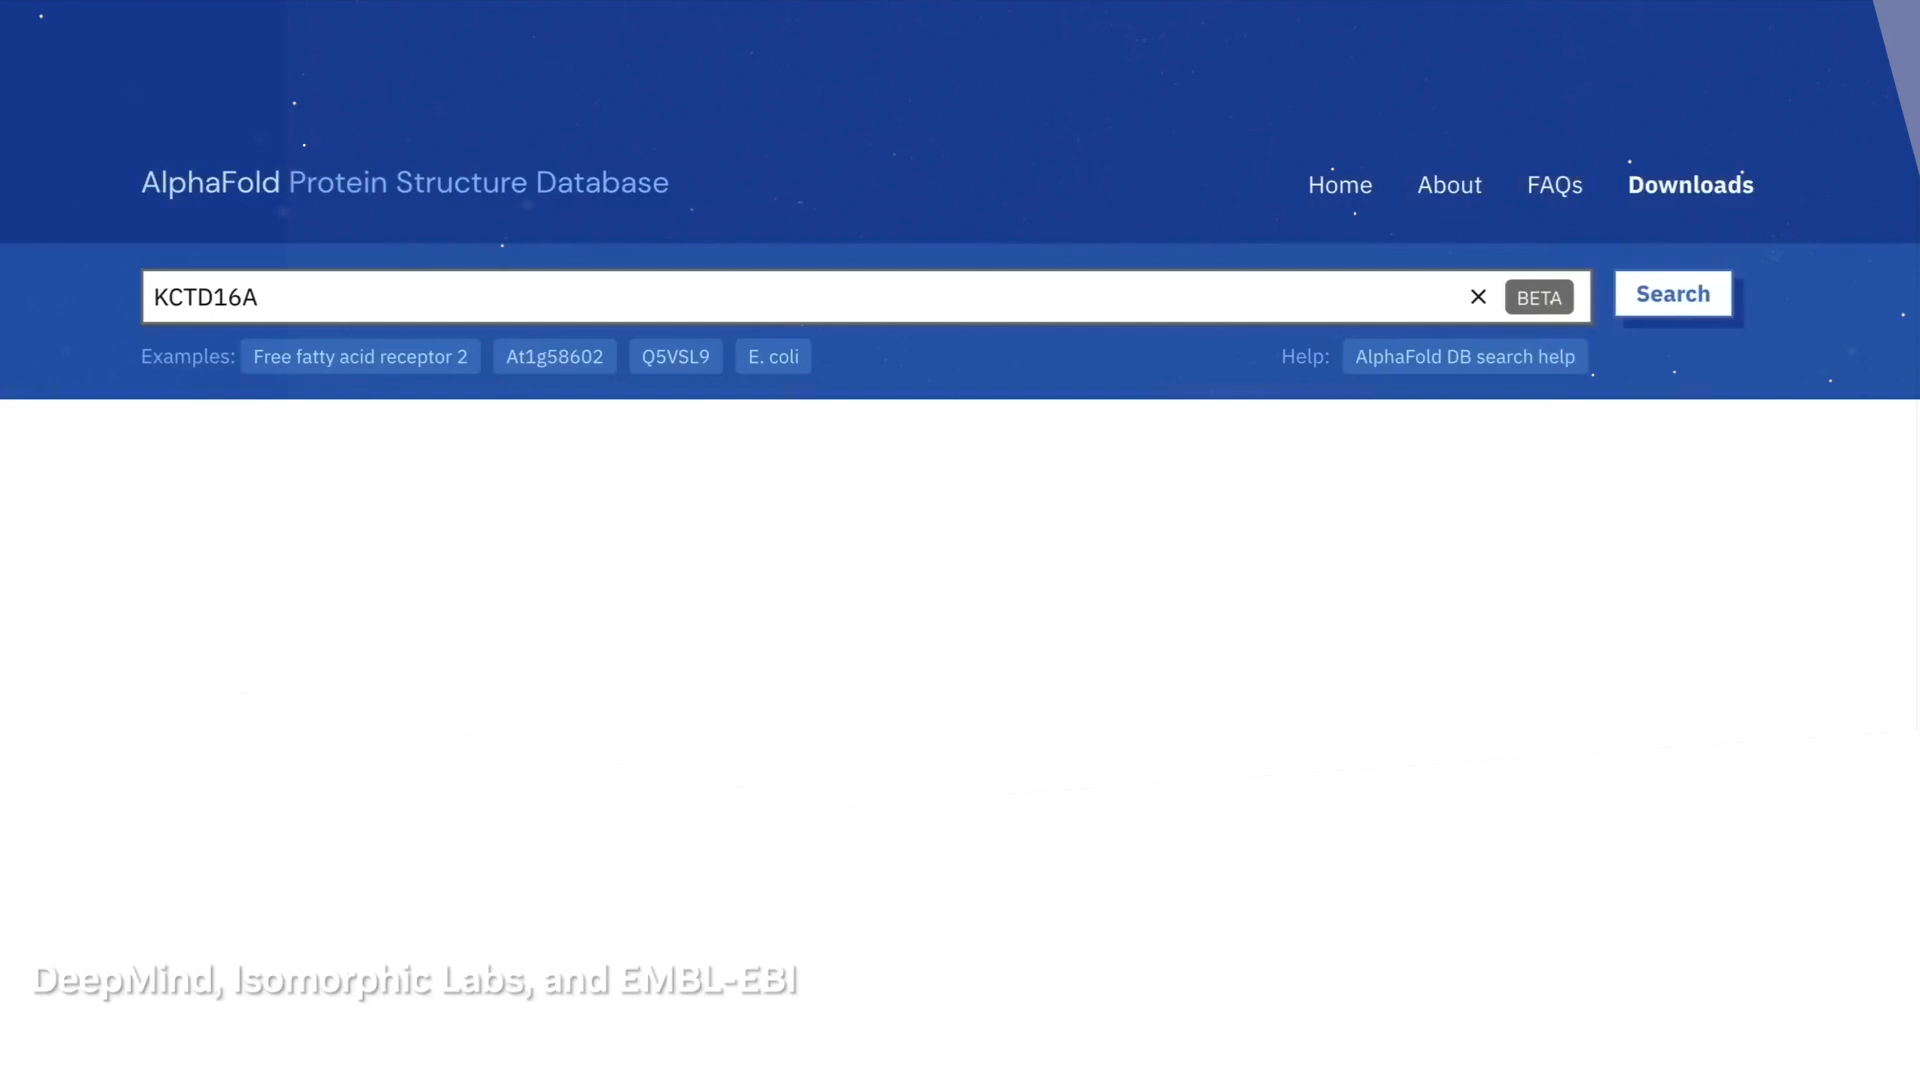 AlphaFold Protein Structure Database
Home About FAQs Downloads
KCTD16A
× BETA
Search
Examples: Free fatty acid receptor 2 At1g58602 Q5VSL9 E. coli
Help: AlphaFold DB search help
DeepMind, Isomorphic Labs, and EMBL-EBI